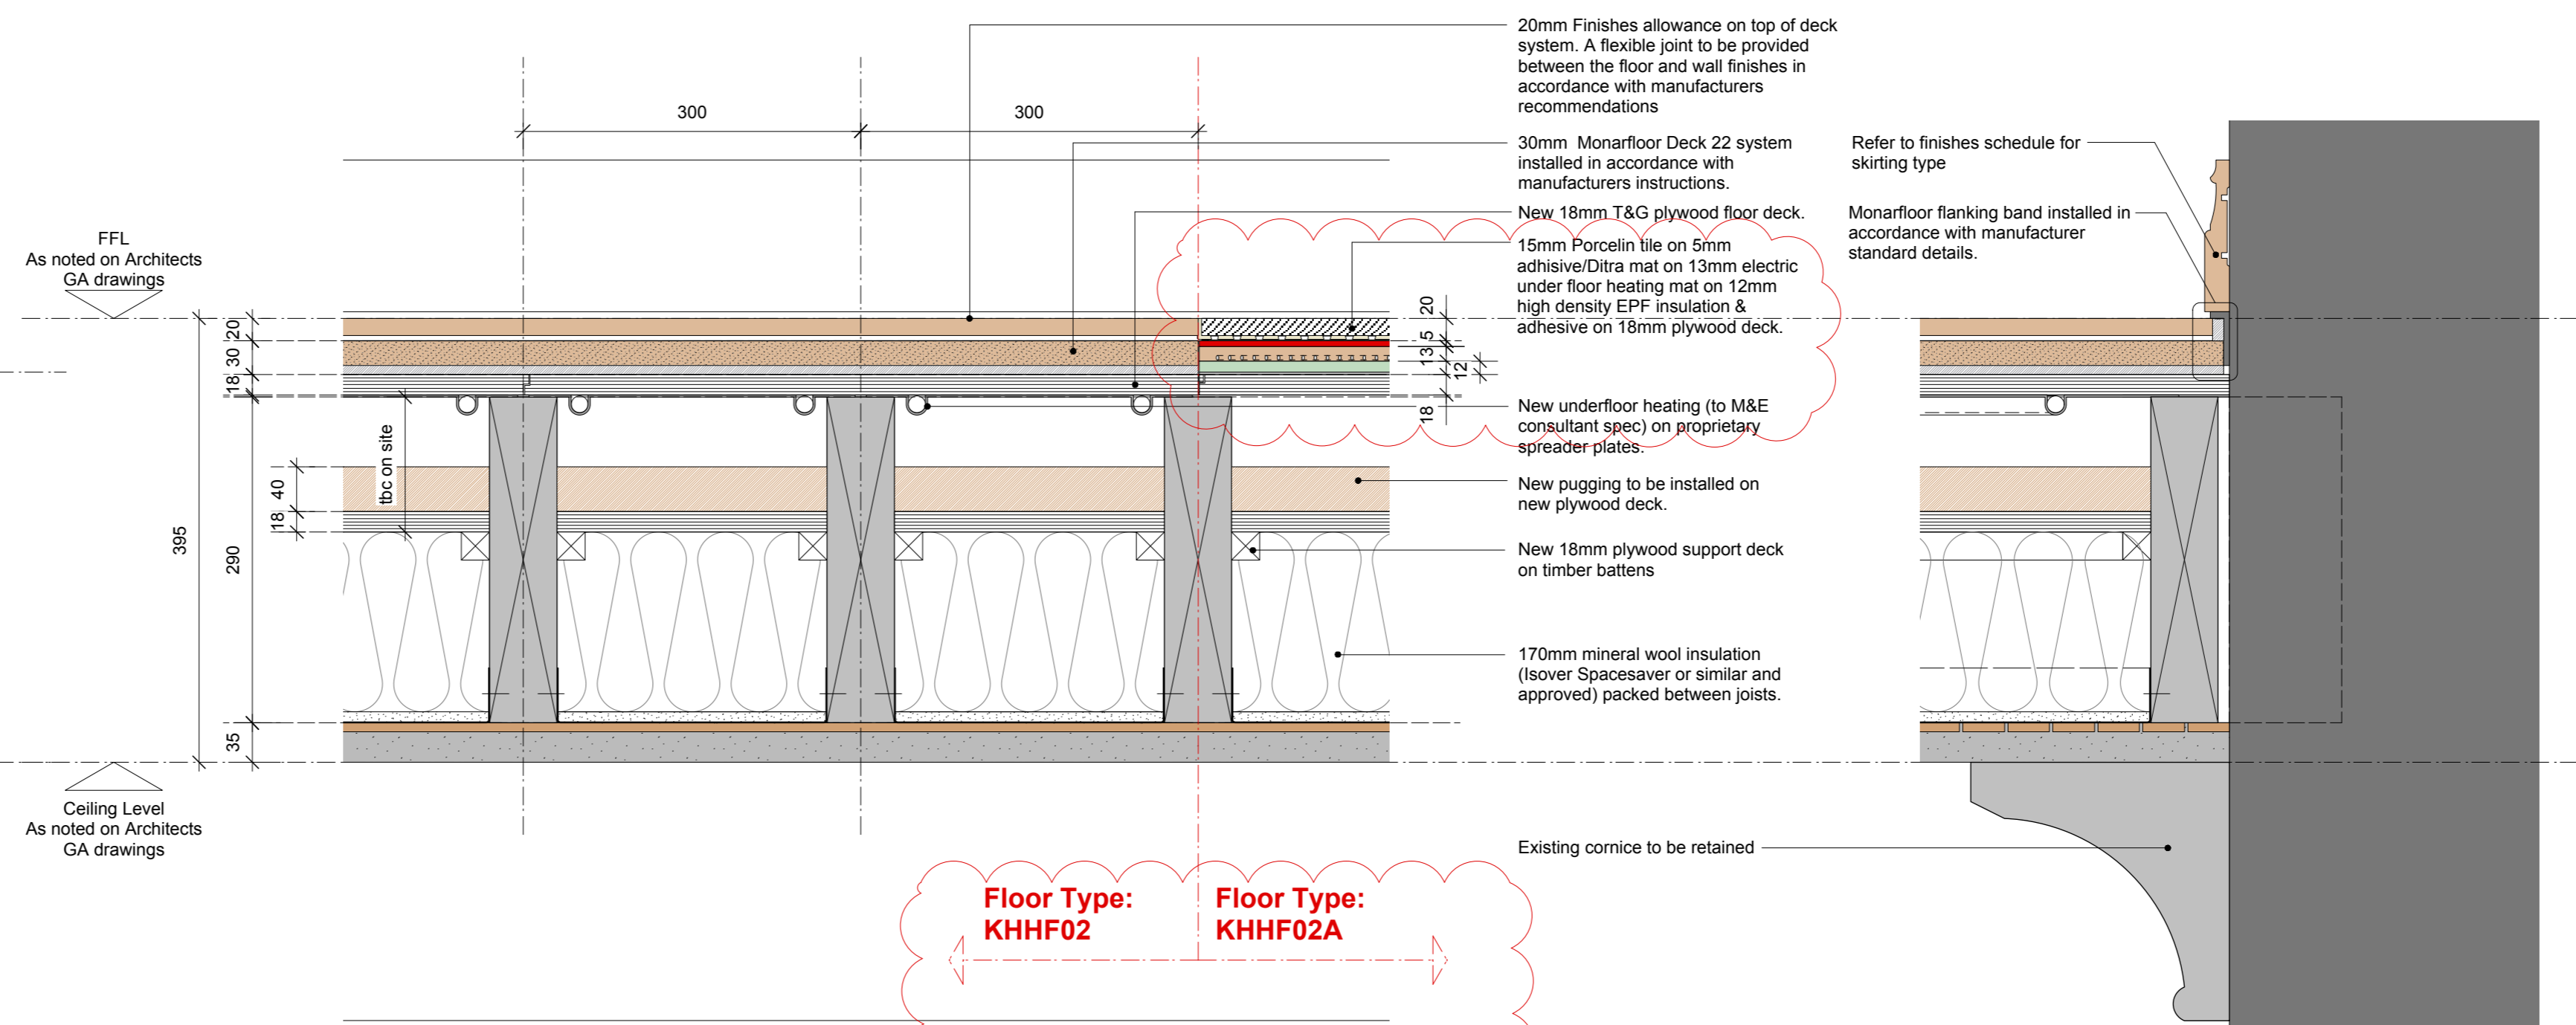 20mm Finishes allowance on top of deck
system. A flexible joint to be provided
between the floor and wall finishes in
accordance with manufacturers
recommendations
300
300
30mm Monarfloor Deck 22 system
installed in accordance with
manufacturers instructions.
Refer to finishes schedule for
skirting type
New 18mm T&G plywood floor deck.
Monarfloor flanking band installed in
accordance with manufacturer
standard details.
15mm Porcelin tile on 5mm
adhisive/Ditra mat on 13mm electric
under floor heating mat on 12mm
high density EPF insulation &
adhesive on 18mm plywood deck.
FFL
As noted on Architects
GA drawings
20
30
18
20
5
13
12
18
New underfloor heating (to M&E
consultant spec) on proprietary
spreader plates.
tbc on site
40
18
New pugging to be installed on
new plywood deck.
395
290
New 18mm plywood support deck
on timber battens
170mm mineral wool insulation
(Isover Spacesaver or similar and
approved) packed between joists.
35
Ceiling Level
As noted on Architects
GA drawings
Existing cornice to be retained
Floor Type:
KHHF02
Floor Type:
KHHF02A